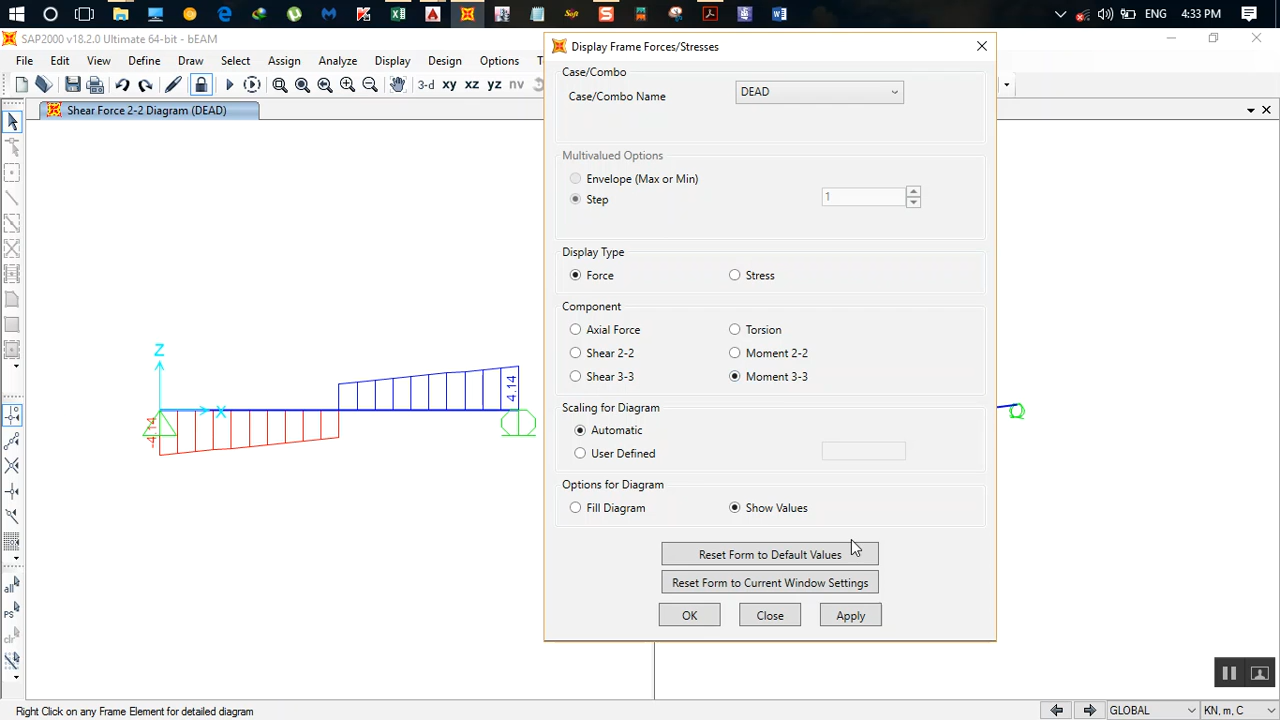 ENG 4:33 PM
SAP2000 v18.2.0 Ultimate 64-bit - bEAM
File Edit View Define Draw Select Assign Analyze Display Design Options
3-d xy xz yz nv
Shear Force 2-2 Diagram (DEAD)
Display Frame Forces/Stresses
Case/Combo
Case/Combo Name DEAD
Multivalued Options
Envelope (Max or Min)
Step 1
Display Type
Force Stress
Component
Axial Force Torsion
Shear 2-2 Moment 2-2
Shear 3-3 Moment 3-3
Scaling for Diagram
Automatic
User Defined
Options for Diagram
Fill Diagram Show Values
Reset Form to Default Values
Reset Form to Current Window Settings
OK Close Apply
Z
X
-4.14
4.14
all
PS
clr
Right Click on any Frame Element for detailed diagram
GLOBAL KN, m, C